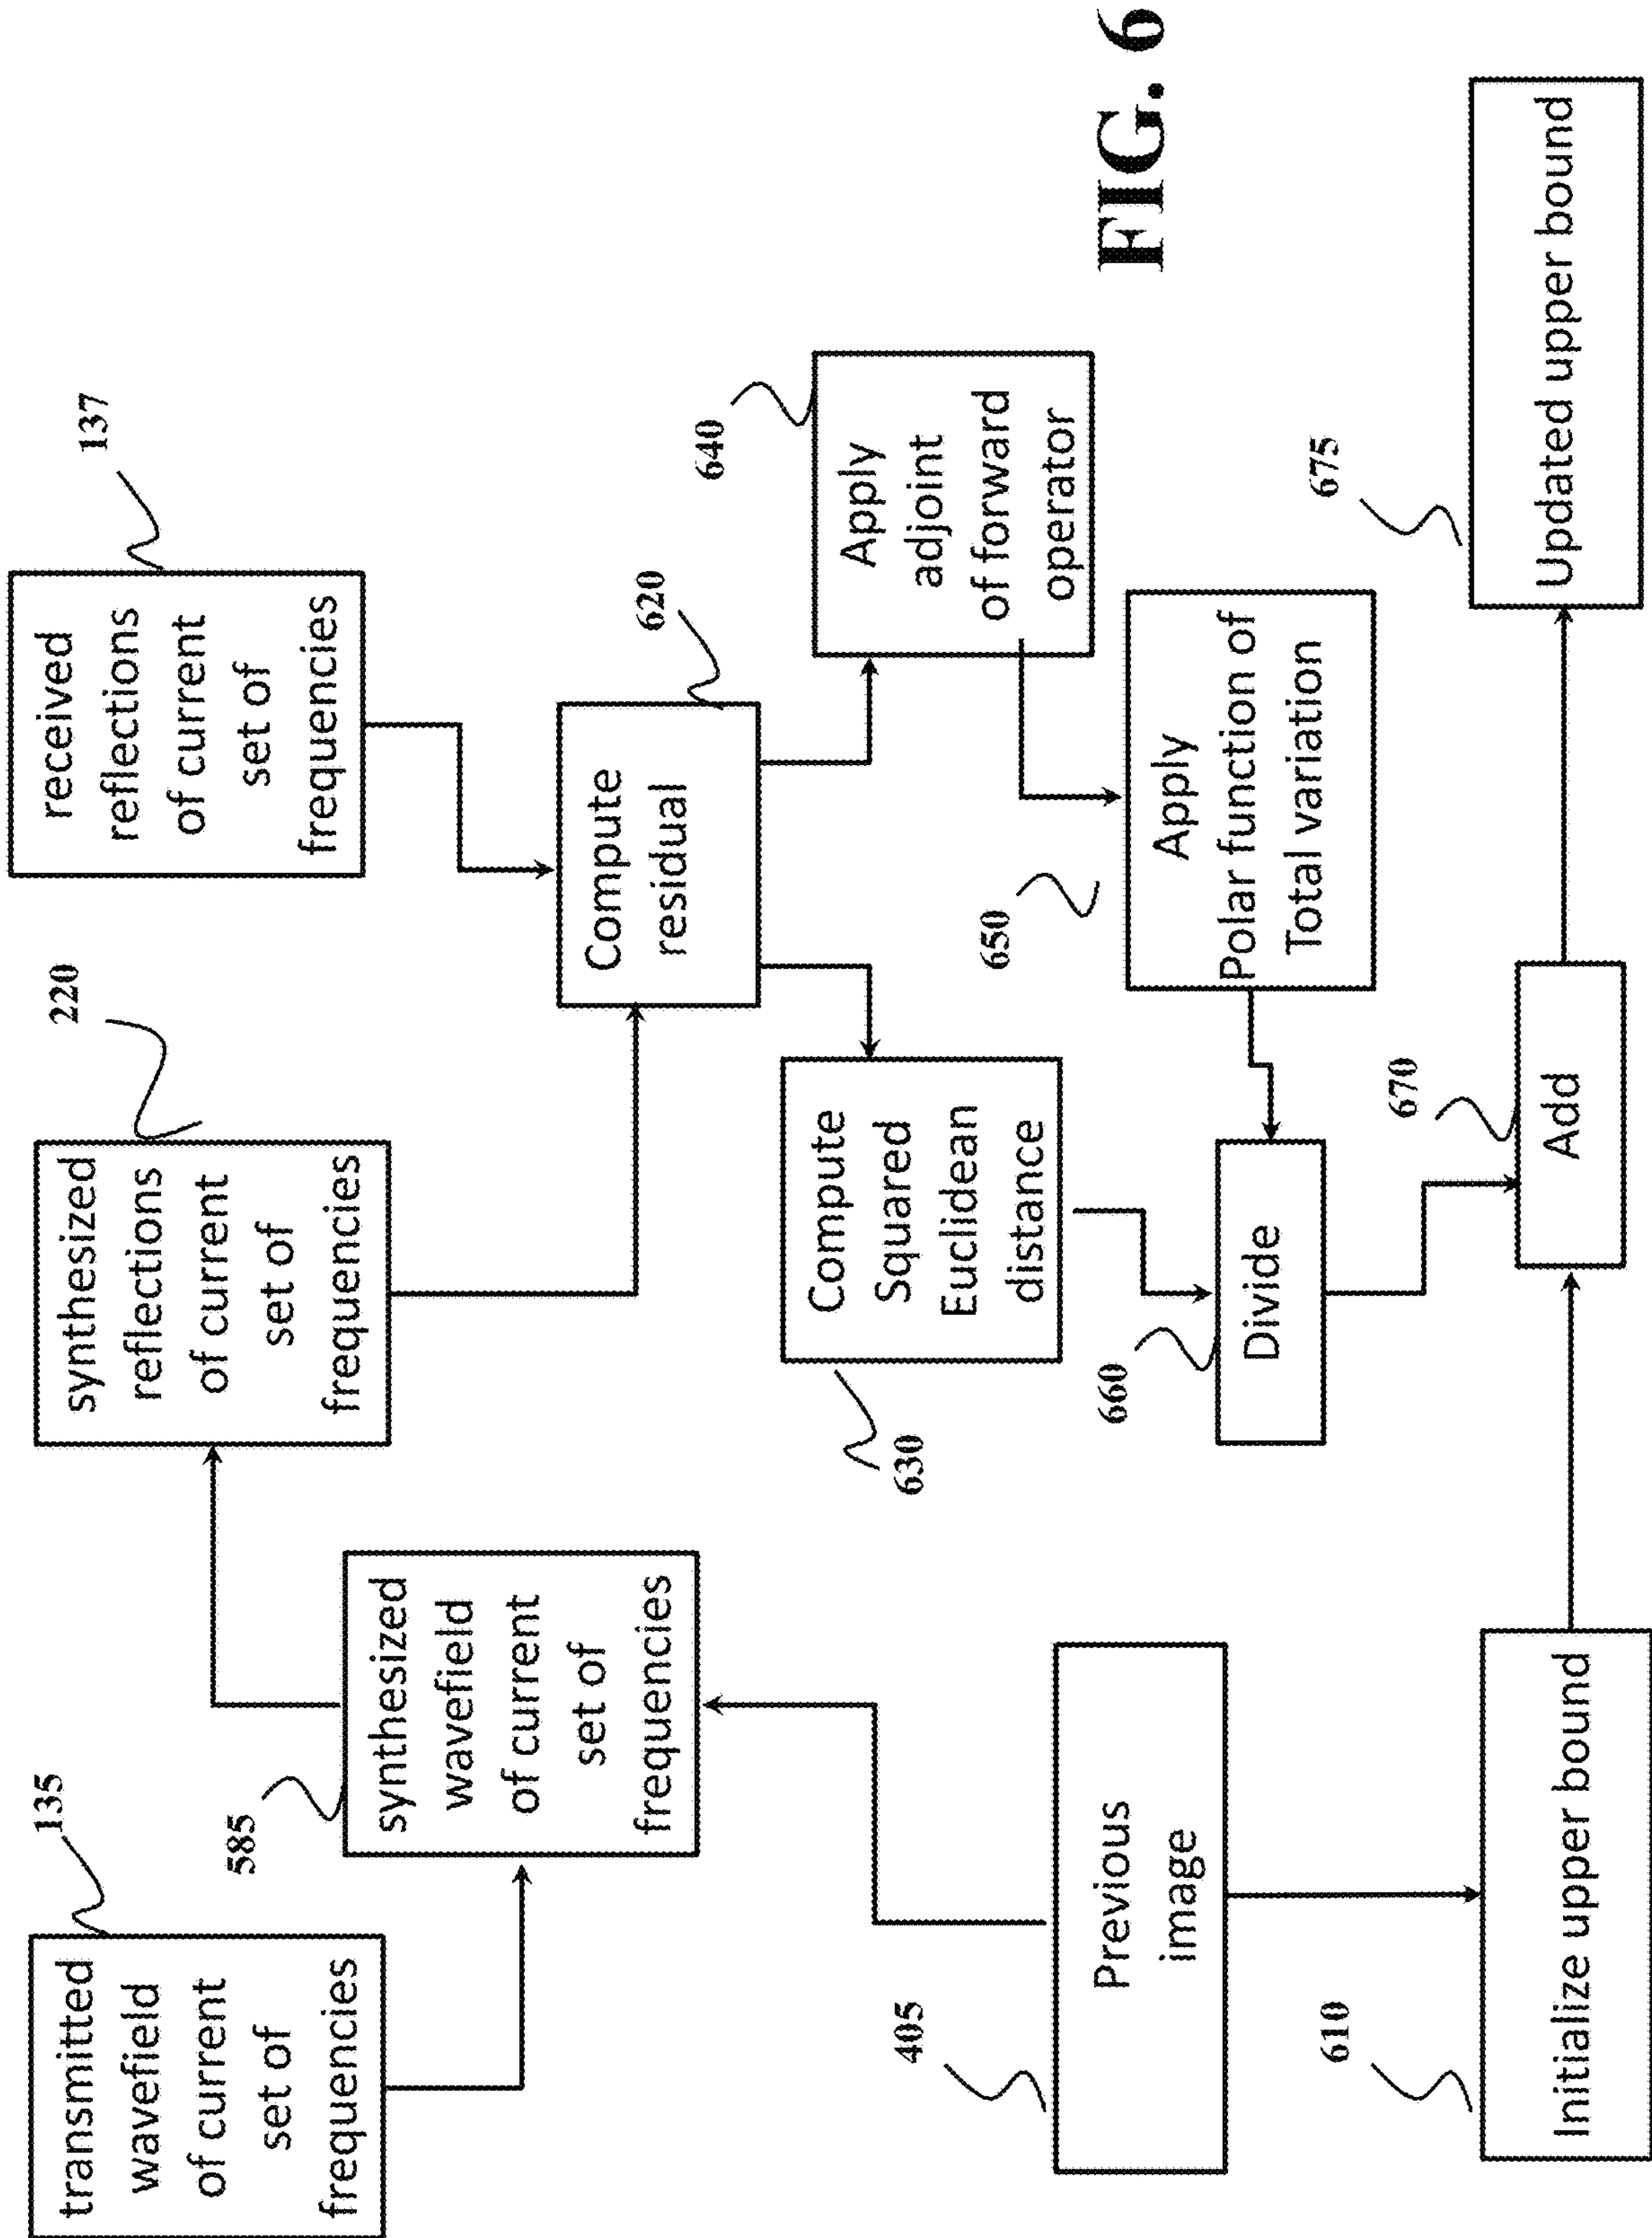 135
transmitted
wavefield
of current
set of
frequencies
585
synthesized
wavefield
of current
set of
frequencies
220
synthesized
reflections
of current
set of
frequencies
137
received
reflections
of current
set of
frequencies
620
Compute
residual
630
Compute
Squared
Euclidean
distance
640
Apply
adjoint
of forward
operator
405
Previous
image
650
Apply
Polar function of
Total variation
660
Divide
610
Initialize upper bound
670
Add
675
Updated upper bound
FIG. 6